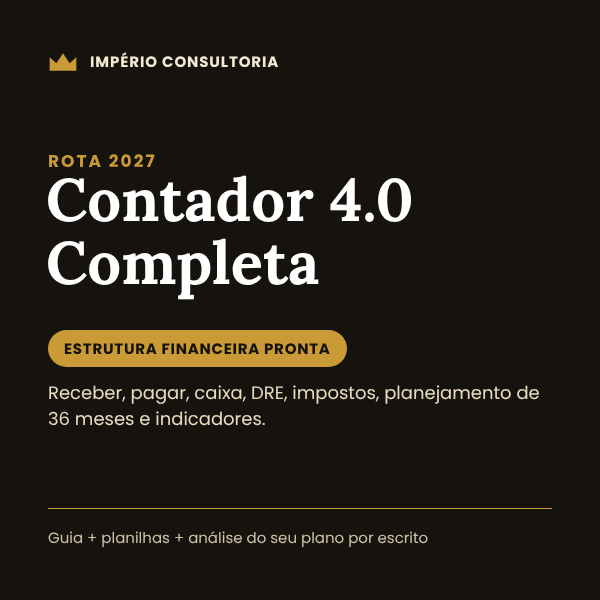 IMPÉRIO CONSULTORIA
ROTA 2027
Contador 4.0
Completa
ESTRUTURA FINANCEIRA PRONTA
Receber, pagar, caixa, DRE, impostos, planejamento de
36 meses e indicadores.
Guia + planilhas + análise do seu plano por escrito